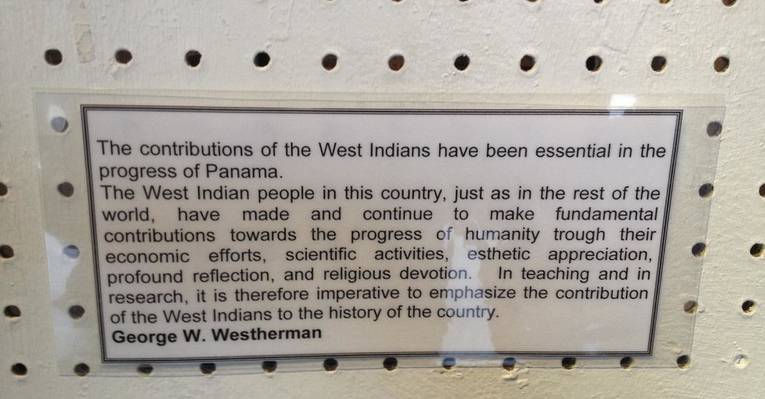 The contributions of the West Indians have been essential in the
progress of Panama.
The West Indian people in this country, just as in the rest of the
world, have made and continue to make fundamental
contributions towards the progress of humanity trough their
economic efforts, scientific activities, esthetic appreciation,
profound reflection, and religious devotion. In teaching and in
research, it is therefore imperative to emphasize the contribution
of the West Indians to the history of the country.
George W. Westherman